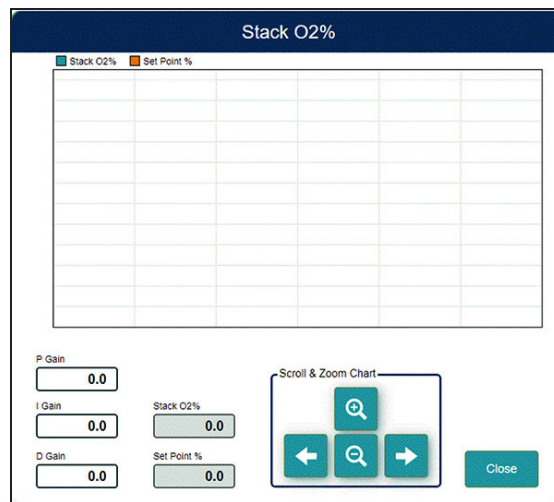 Stack O2%
Stack O2% Set Point %
P Gain
0.0
I Gain
0.0
D Gain
0.0
Stack O2%
0.0
Set Point %
0.0
Scroll & Zoom Chart
Close